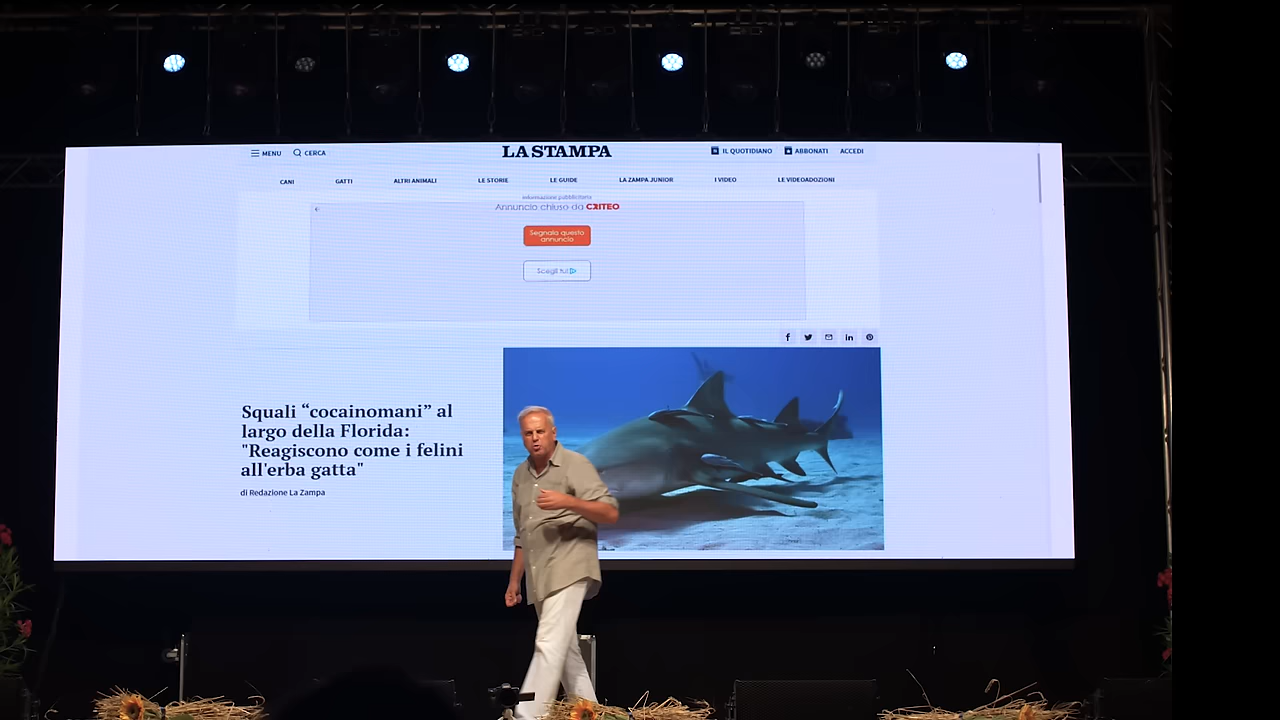 MENU
CERCA
LA STAMPA
IL QUOTIDIANO
ABBONATI
ACCEDI
CANI
GATTI
ALTRI ANIMALI
LE STORIE
LE GUIDE
LA ZAMPA JUNIOR
I VIDEO
LE VIDEOADOZIONI
informazione pubblicitaria
Annuncio chiuso da CRITEO
Segnala questo
annuncio
Scegli tu!
Squali “cocainomani” al
largo della Florida:
"Reagiscono come i felini
all'erba gatta"
di Redazione La Zampa